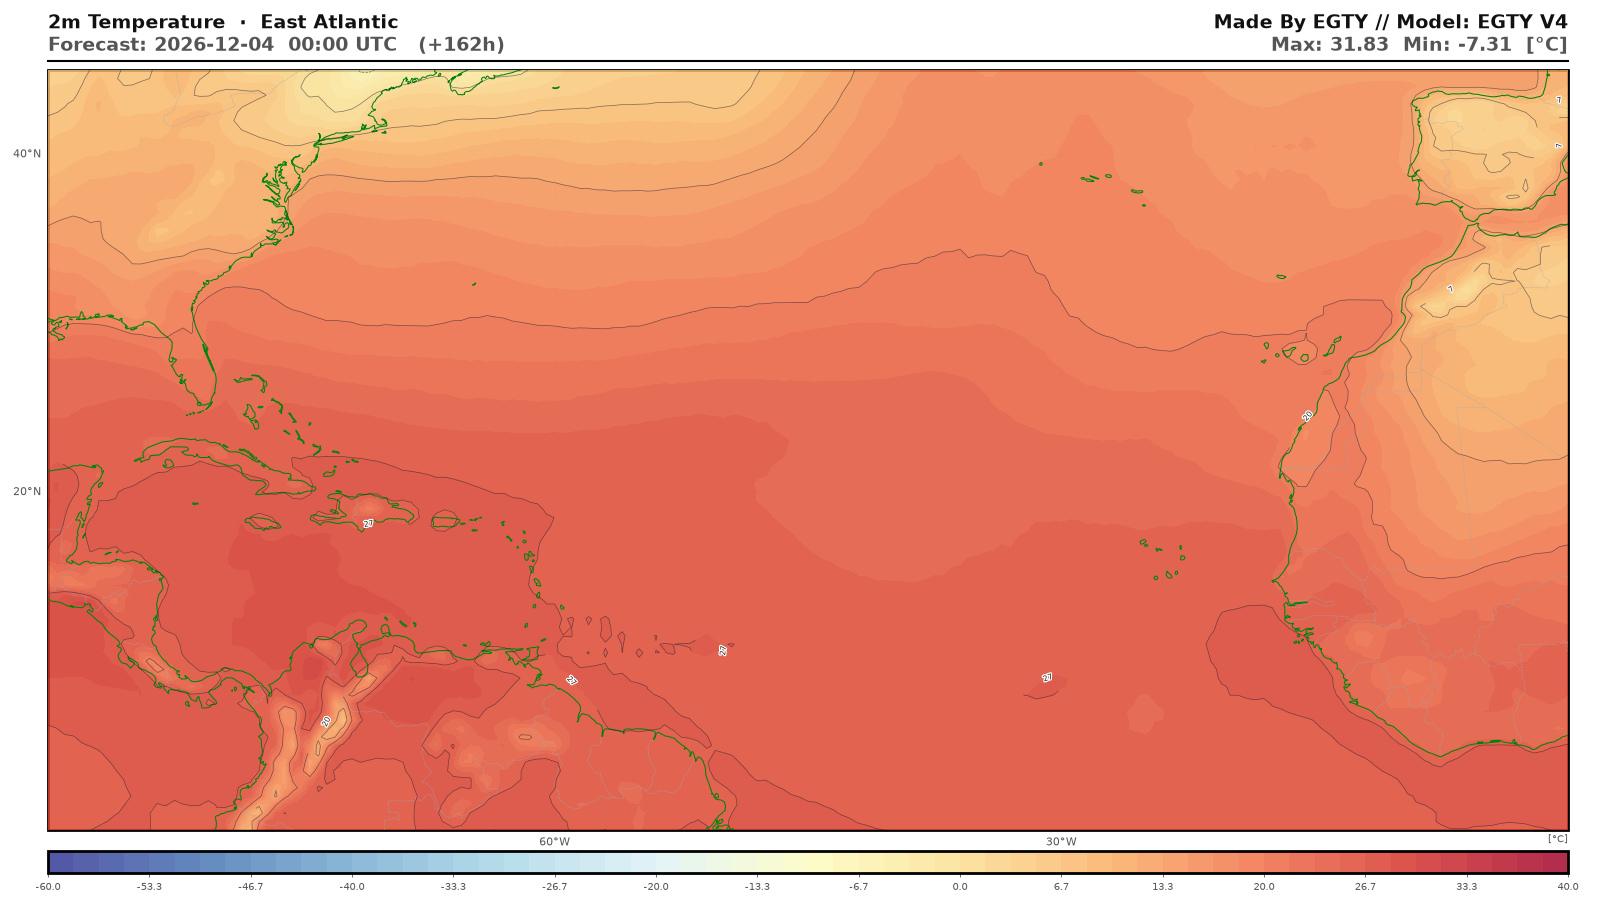 2m Temperature · East Atlantic
Made By EGTY // Model: EGTY V4
Forecast: 2026-12-04 00:00 UTC (+162h)
Max: 31.83 Min: -7.31 [°C]
7
40°N
7
7
20
20°N
27
27
27
27
20
60°W
30°W
[°C]
-60.0 -53.3 -46.7 -40.0 -33.3 -26.7 -20.0 -13.3 -6.7 0.0 6.7 13.3 20.0 26.7 33.3 40.0